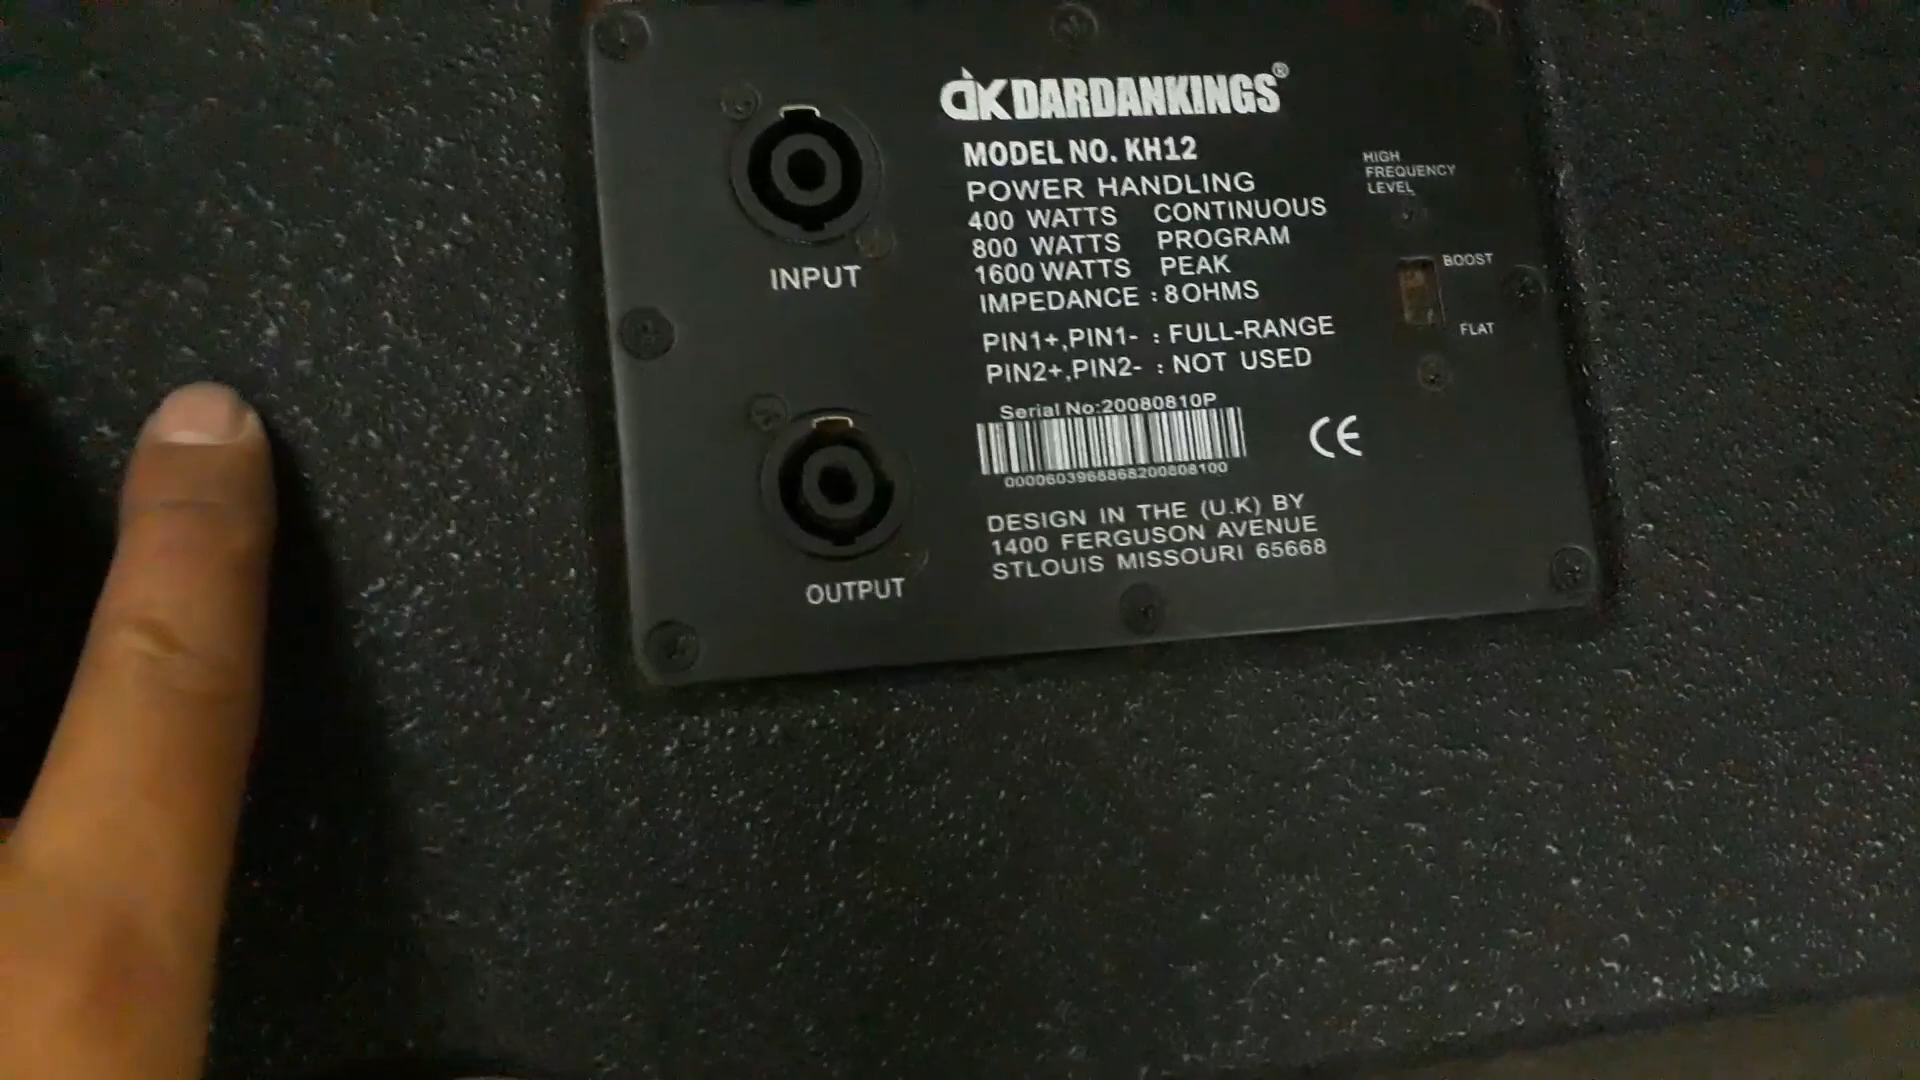 DK DARDANKINGS®
MODEL NO. KH12
POWER HANDLING
400 WATTS CONTINUOUS
800 WATTS PROGRAM
1600 WATTS PEAK
IMPEDANCE : 8OHMS
PIN1+,PIN1- : FULL-RANGE
PIN2+,PIN2- : NOT USED
Serial No:20080810P
0000603968868200808100
CE
DESIGN IN THE (U.K) BY
1400 FERGUSON AVENUE
STLOUIS MISSOURI 65668
INPUT
OUTPUT
HIGH
FREQUENCY
LEVEL
BOOST
FLAT